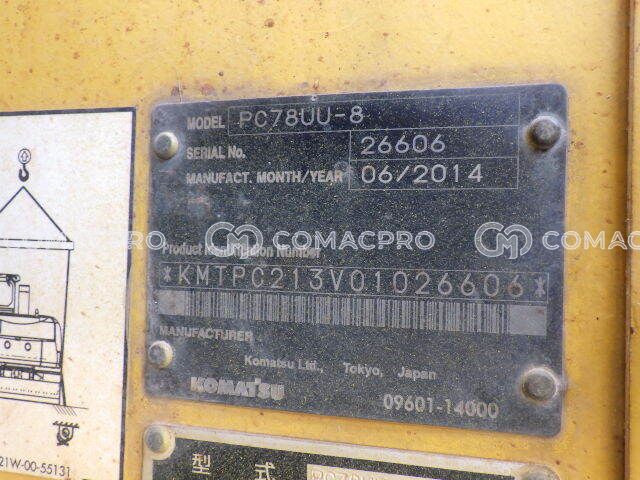 MODEL PC78UU-8
SERIAL No. 26606
MANUFACT. MONTH/YEAR 06/2014
COMACPRO COMACPRO COMACPRO
Product Identification Number
*KMTPC213V01026606*
MANUFACTURER
Komatsu Ltd., Tokyo, Japan
KOMATSU
09601-14000
21W-00-55131
型式